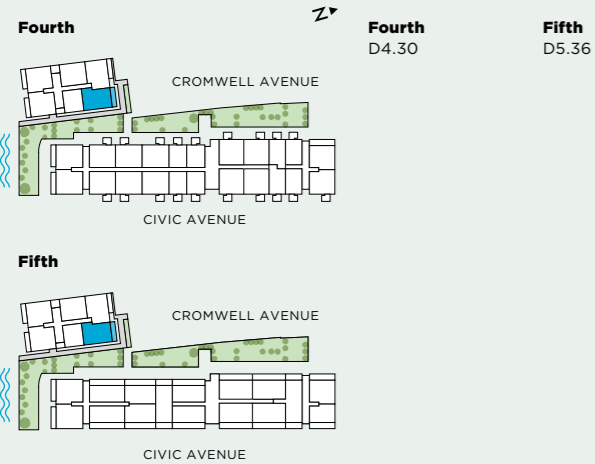 Fourth
CROMWELL AVENUE
CIVIC AVENUE
Fifth
CROMWELL AVENUE
CIVIC AVENUE
N
Fourth
D4.30
Fifth
D5.36